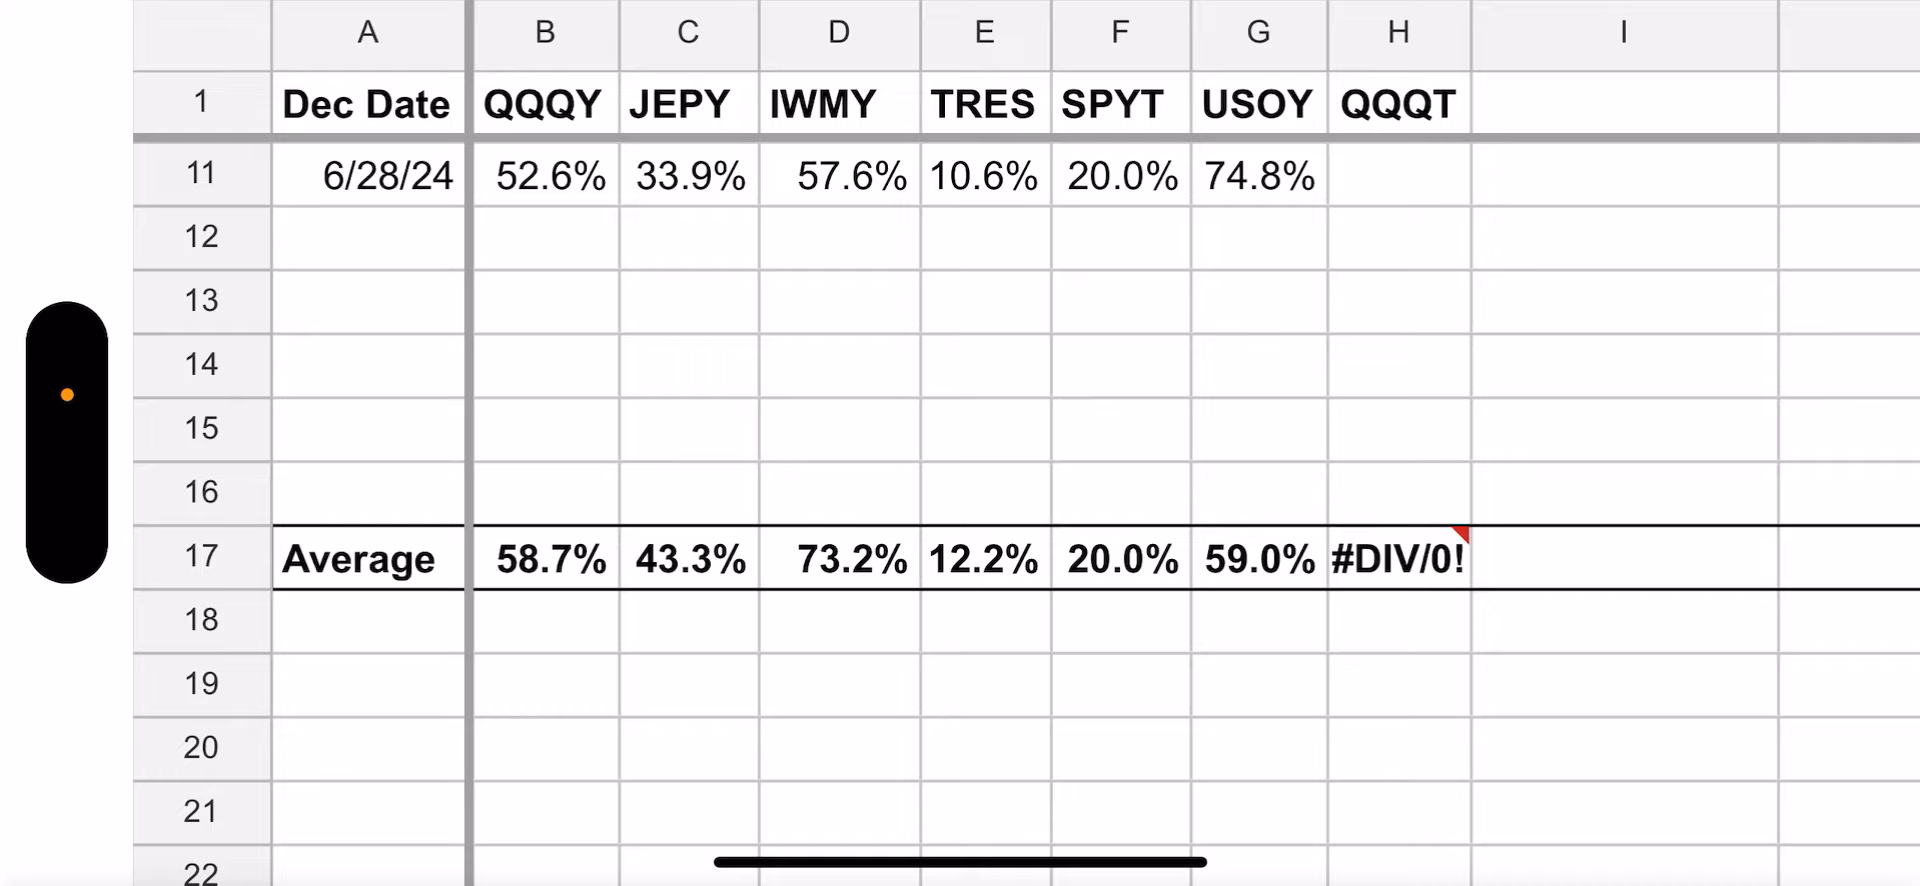 A B C D E F G H I
1 Dec Date QQQY JEPY IWMY TRES SPYT USOY QQQT
11 6/28/24 52.6% 33.9% 57.6% 10.6% 20.0% 74.8%
12
13
14
15
16
17 Average 58.7% 43.3% 73.2% 12.2% 20.0% 59.0% #DIV/0!
18
19
20
21
22